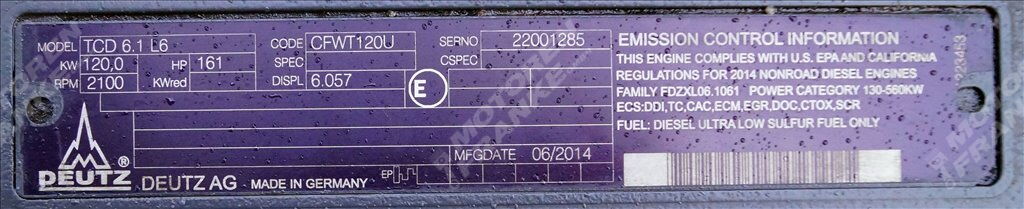 MODEL TCD 6.1 L6 CODE CFWT120U SERNO 22001285
KW 120,0 HP 161 SPEC CSPEC
RPM 2100 KWred DISPL 6.057 E
MFGDATE 06/2014
DEUTZ ® DEUTZ AG MADE IN GERMANY EP
EMISSION CONTROL INFORMATION
THIS ENGINE COMPLIES WITH U.S. EPA AND CALIFORNIA
REGULATIONS FOR 2014 NONROAD DIESEL ENGINES
FAMILY FDZXL06.1061 POWER CATEGORY 130-560KW
ECS:DDI,TC,CAC,ECM,EGR,DOC,CTOX,SCR
FUEL: DIESEL ULTRA LOW SULFUR FUEL ONLY